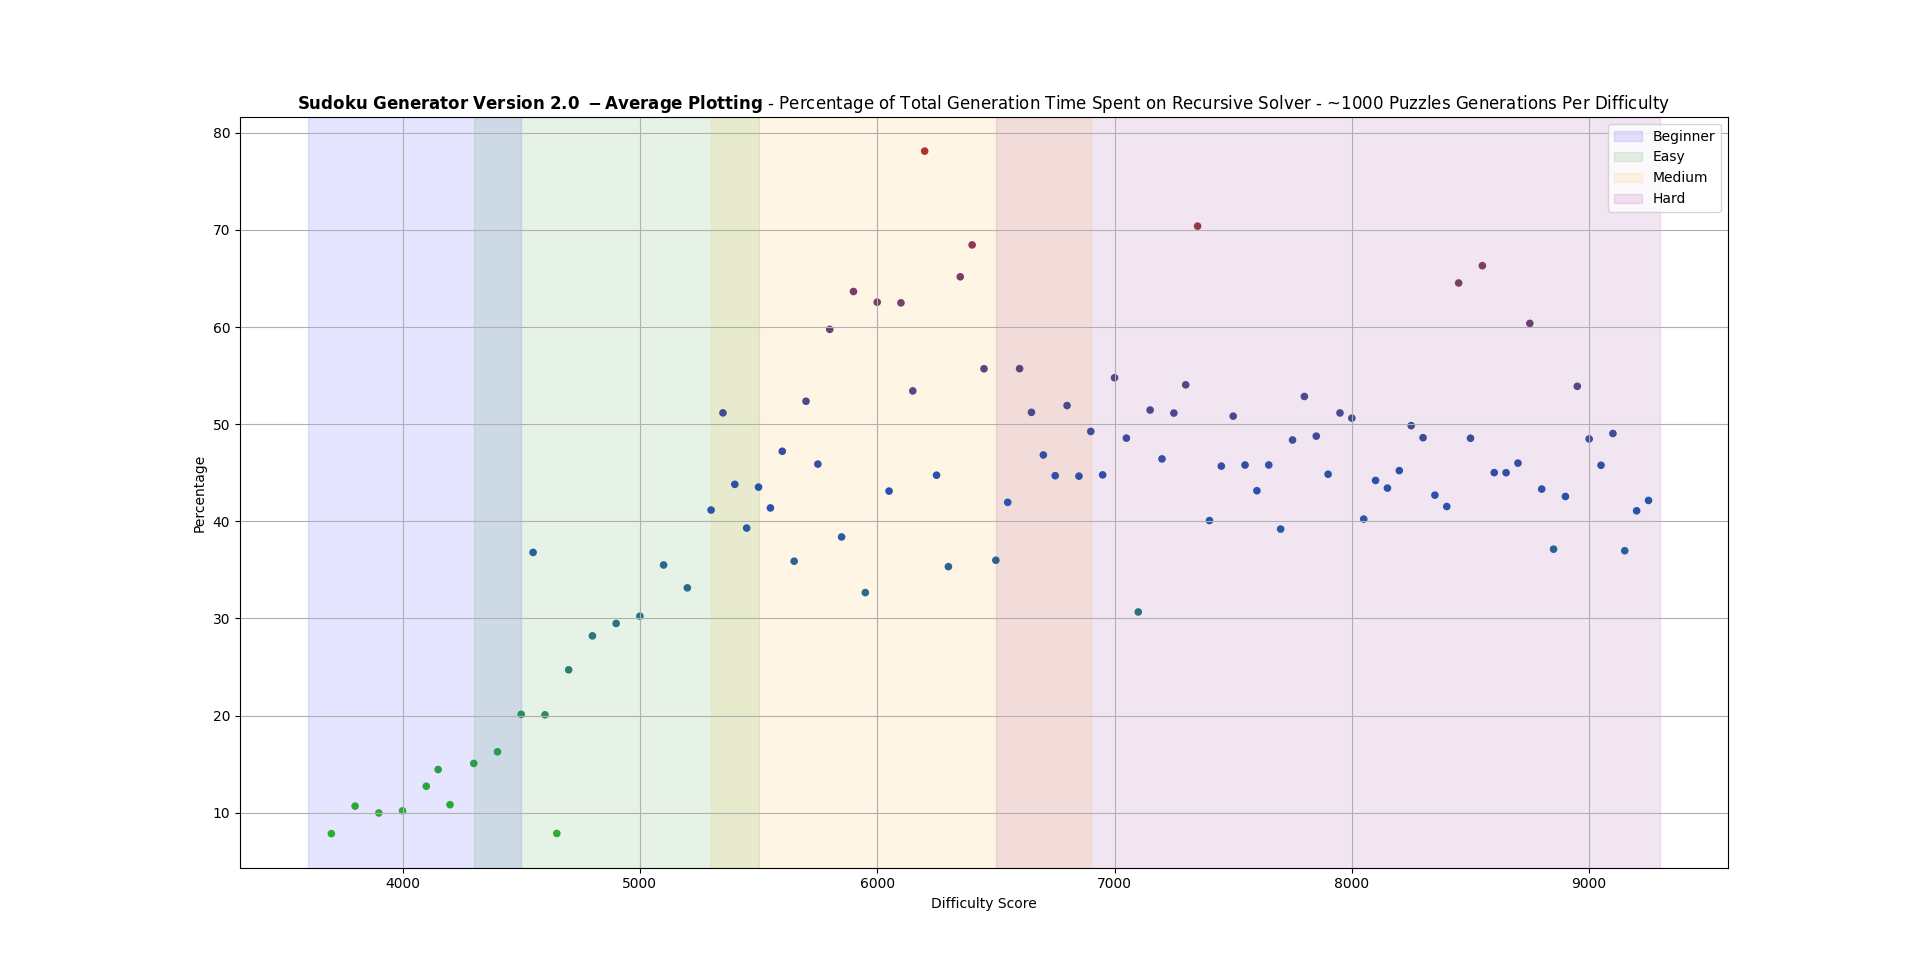 Sudoku Generator Version 2.0 − Average Plotting - Percentage of Total Generation Time Spent on Recursive Solver - ~1000 Puzzles Generations Per Difficulty
Beginner
Easy
Medium
Hard
80
70
60
50
40
30
20
10
Percentage
4000 5000 6000 7000 8000 9000
Difficulty Score